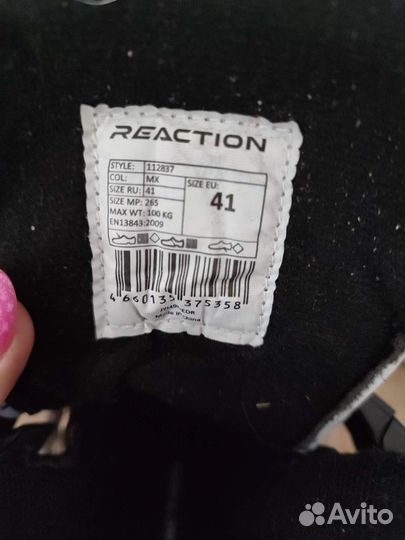 REACTION
STYLE: 112837
COL: MX
SIZE RU: 41
SIZE MP: 265
MAX WT: 100 KG
EN13843:2009
SIZE EU:
41
4 660135 375358
Made in China
Avito